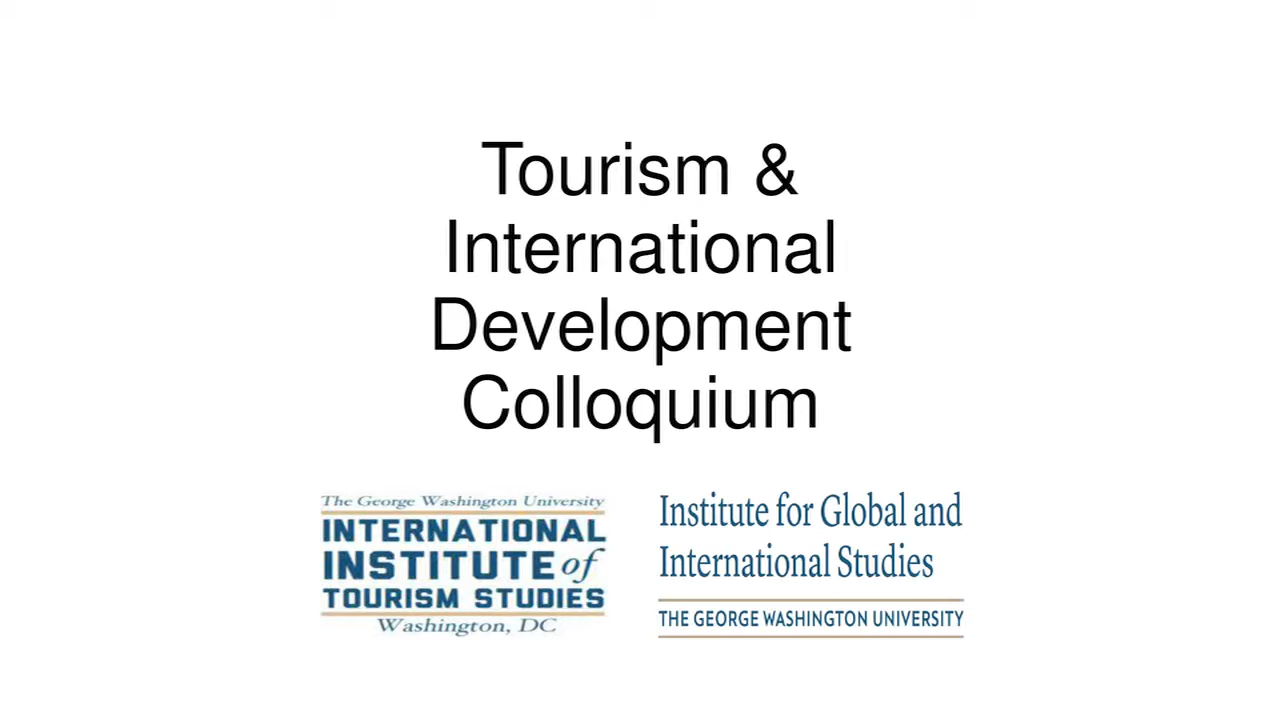 Tourism &
International
Development
Colloquium
The George Washington University
INTERNATIONAL
INSTITUTE of
TOURISM STUDIES
Washington, DC
Institute for Global and
International Studies
THE GEORGE WASHINGTON UNIVERSITY